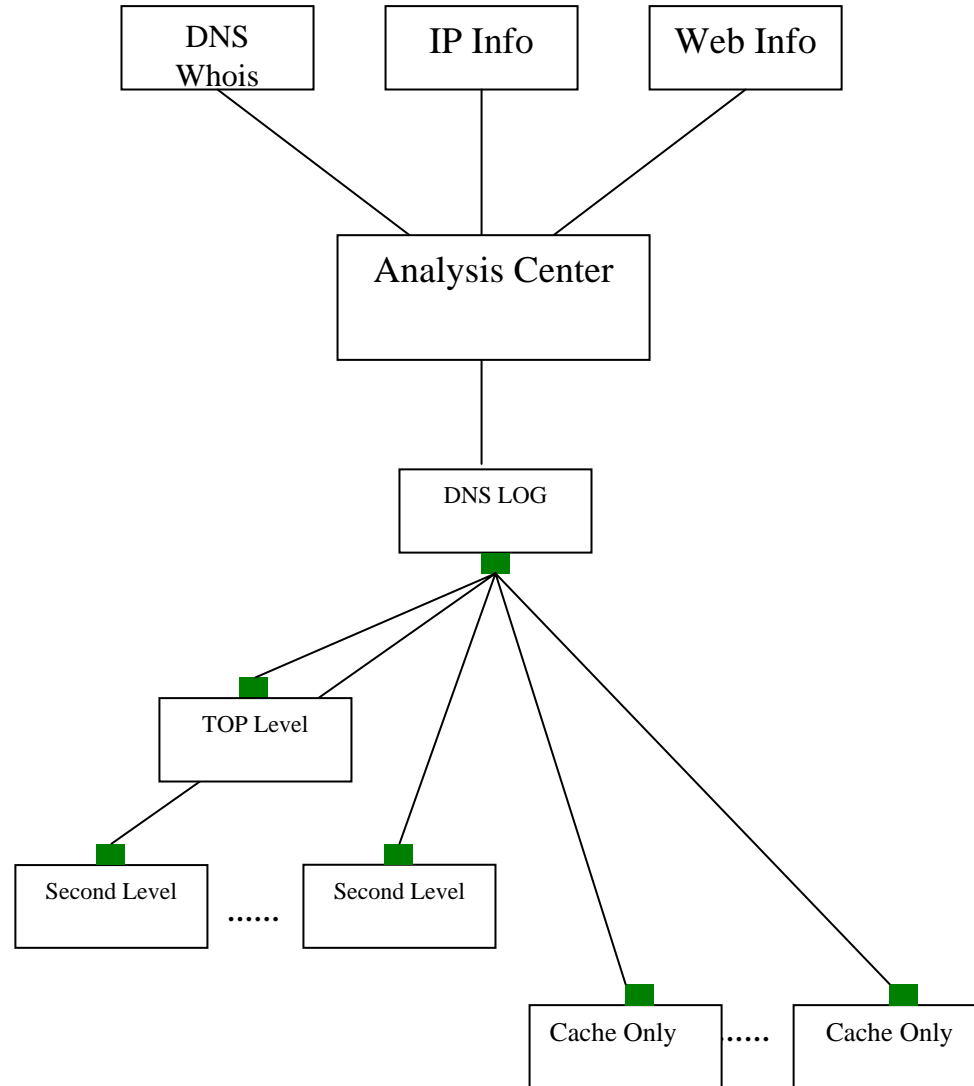 DNS
Whois
IP Info
Web Info
Analysis Center
DNS LOG
TOP Level
Second Level
......
Second Level
Cache Only
......
Cache Only